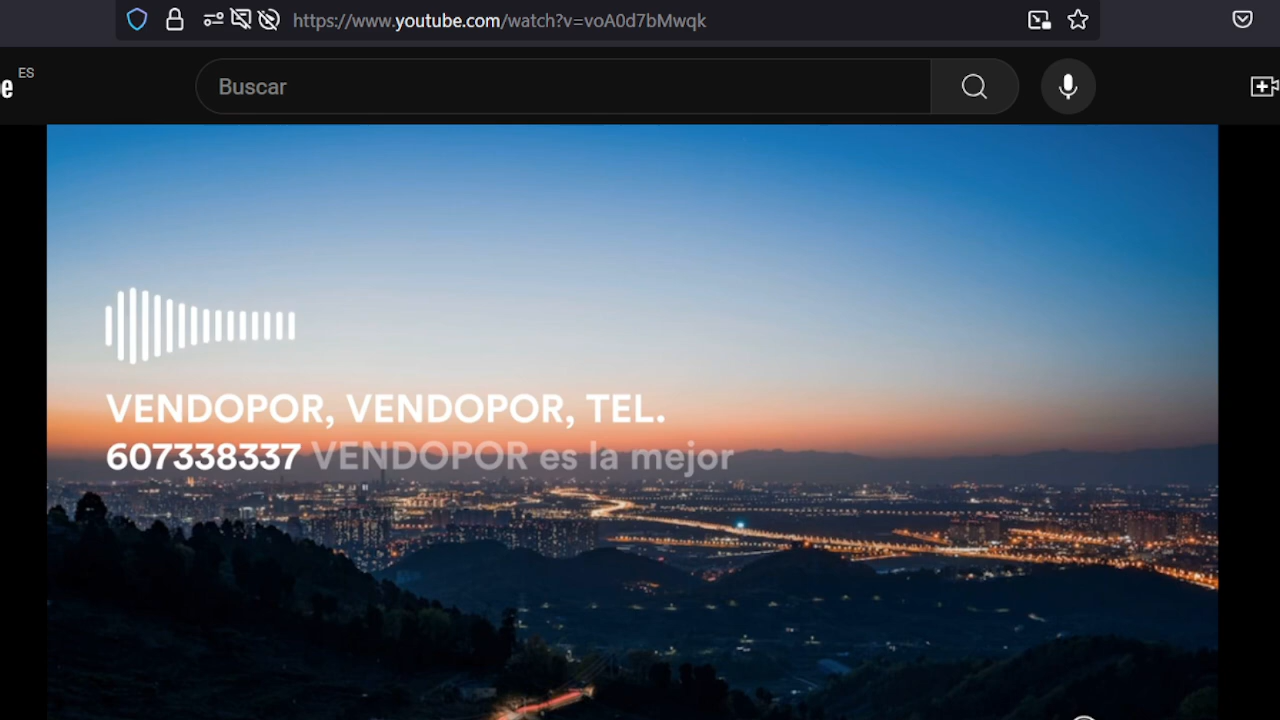 https://www.youtube.com/watch?v=voA0d7bMwqk
ES
e
Buscar
VENDOPOR, VENDOPOR, TEL.
607338337 VENDOPOR es la mejor